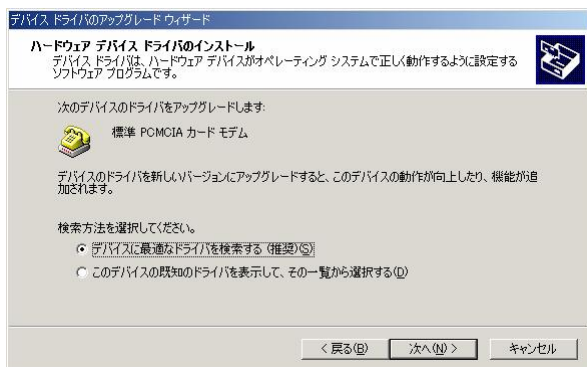 デバイス ドライバのアップグレード ウィザード
ハードウェア デバイス ドライバのインストール
デバイス ドライバは、ハードウェア デバイスがオペレーティング システムで正しく動作するように設定する
ソフトウェア プログラムです。
次のデバイスのドライバをアップグレードします:
標準 PCMCIA カード モデム
デバイスのドライバを新しいバージョンにアップグレードすると、このデバイスの動作が向上したり、機能が追
加されます。
検索方法を選択してください。
デバイスに最適なドライバを検索する (推奨)(S)
このデバイスの既知のドライバを表示して、その一覧から選択する(D)
< 戻る(B)
次へ(N) >
キャンセル